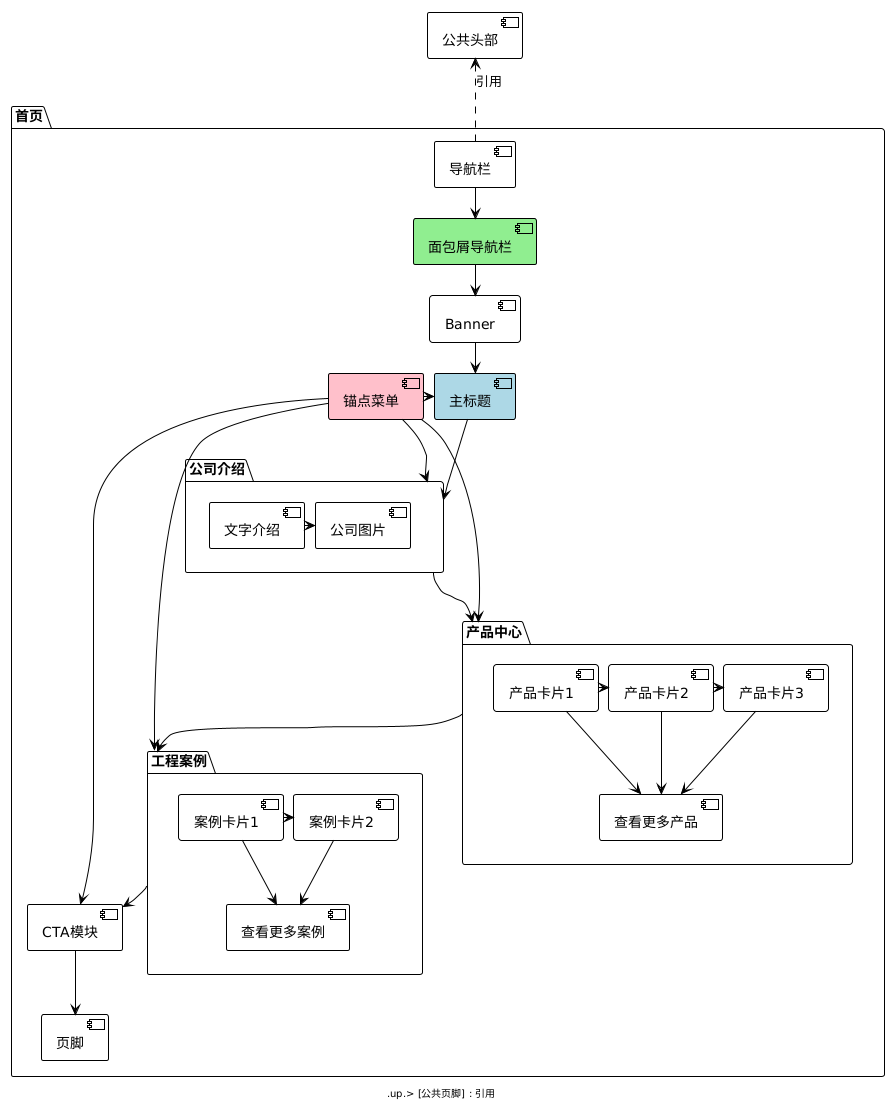 公共头部
引用
首页
导航栏
面包屑导航栏
Banner
锚点菜单
主标题
公司介绍
文字介绍
公司图片
产品中心
产品卡片1
产品卡片2
产品卡片3
查看更多产品
工程案例
案例卡片1
案例卡片2
查看更多案例
CTA模块
页脚
.up.> [公共页脚] : 引用